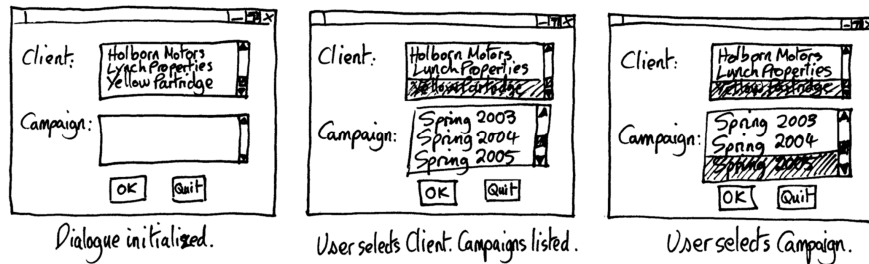 Client:
Holborn Motors
Lynch Properties
Yellow Partridge
Campaign:
OK
Quit
Dialogue initialized.
Client:
Holborn Motors
Lynch Properties
Yellow Partridge
Campaign:
Spring 2003
Spring 2004
Spring 2005
OK
Quit
User selects Client. Campaigns listed.
Client:
Holborn Motors
Lynch Properties
Yellow Partridge
Campaign:
Spring 2003
Spring 2004
Spring 2005
OK
Quit
User selects Campaign.